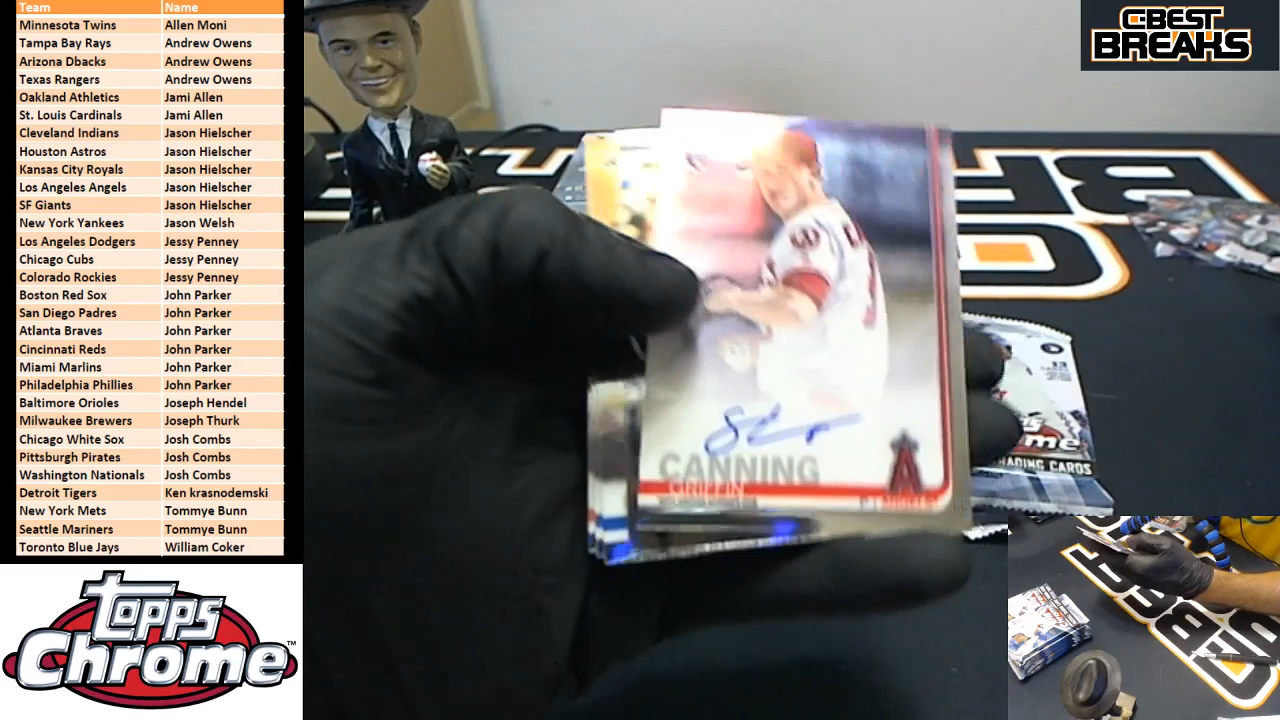 Team Name
Minnesota Twins Allen Moni
Tampa Bay Rays Andrew Owens
Arizona Dbacks Andrew Owens
Texas Rangers Andrew Owens
Oakland Athletics Jami Allen
St. Louis Cardinals Jami Allen
Cleveland Indians Jason Hielscher
Houston Astros Jason Hielscher
Kansas City Royals Jason Hielscher
Los Angeles Angels Jason Hielscher
SF Giants Jason Hielscher
New York Yankees Jason Welsh
Los Angeles Dodgers Jessy Penney
Chicago Cubs Jessy Penney
Colorado Rockies Jessy Penney
Boston Red Sox John Parker
San Diego Padres John Parker
Atlanta Braves John Parker
Cincinnati Reds John Parker
Miami Marlins John Parker
Philadelphia Phillies John Parker
Baltimore Orioles Joseph Hendel
Milwaukee Brewers Joseph Thurk
Chicago White Sox Josh Combs
Pittsburgh Pirates Josh Combs
Washington Nationals Josh Combs
Detroit Tigers Ken krasnodemski
New York Mets Tommye Bunn
Seattle Mariners Tommye Bunn
Toronto Blue Jays William Coker
Topps
Chrome™
C-BEST
BREAKS
CANNING
GRIFFIN
ADING CARDS